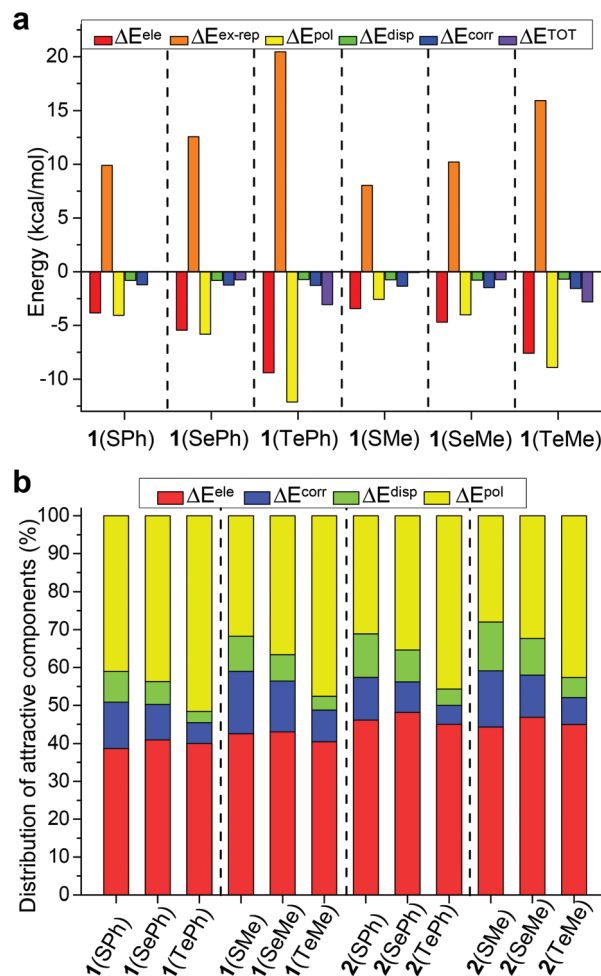 a
ΔEele ΔEex-rep ΔEpol ΔEdisp ΔEcorr ΔETOT
Energy (kcal/mol)
20
15
10
5
0
-5
-10
1(SPh) 1(SePh) 1(TePh) 1(SMe) 1(SeMe) 1(TeMe)
b
ΔEele ΔEcorr ΔEdisp ΔEpol
Distribution of attractive components (%)
100
90
80
70
60
50
40
30
20
10
0
1(SPh) 1(SePh) 1(TePh) 1(SMe) 1(SeMe) 1(TeMe) 2(SPh) 2(SePh) 2(TePh) 2(SMe) 2(SeMe) 2(TeMe)